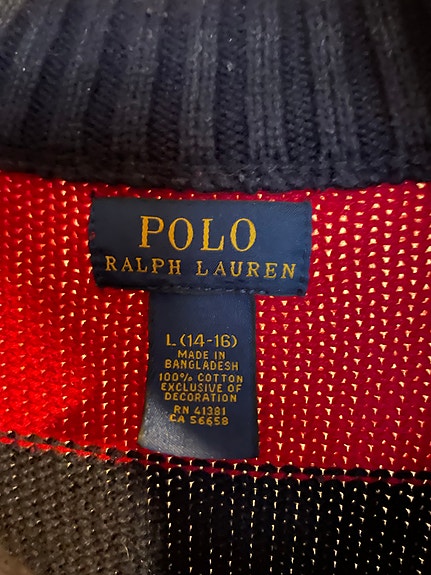 POLO
RALPH LAUREN
L (14-16)
MADE IN
BANGLADESH
100% COTTON
EXCLUSIVE OF
DECORATION
RN 41381
CA 56658